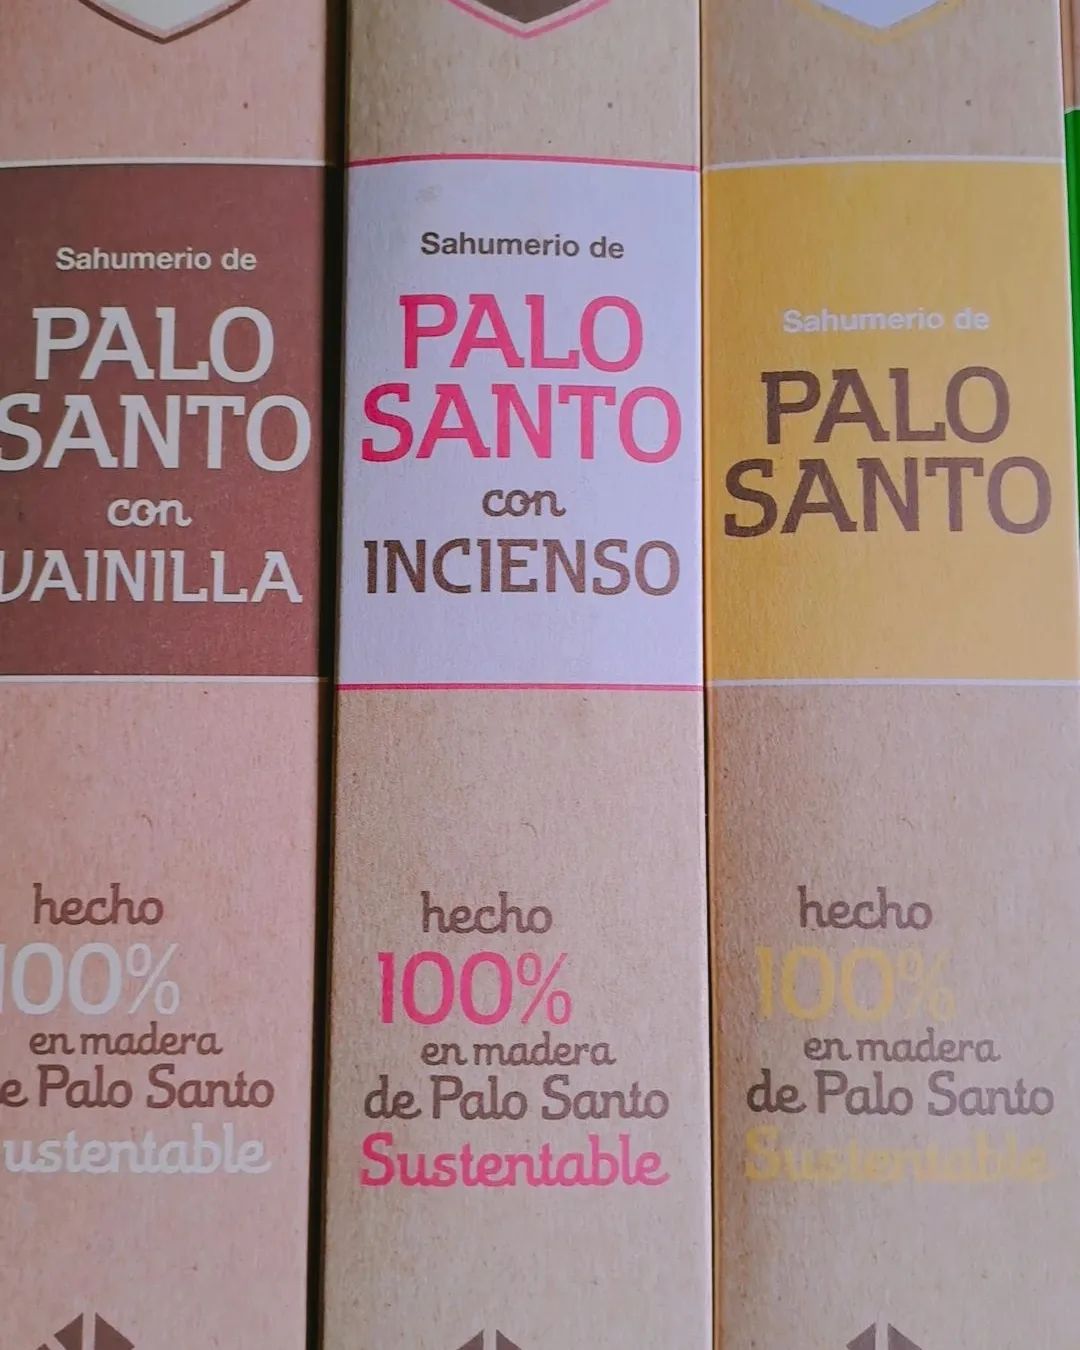 Sahumerio de
PALO
SANTO
con
VAINILLA
hecho
100%
en madera
de Palo Santo
Sustentable
Sahumerio de
PALO
SANTO
con
INCIENSO
hecho
100%
en madera
de Palo Santo
Sustentable
Sahumerio de
PALO
SANTO
hecho
100%
en madera
de Palo Santo
Sustentable